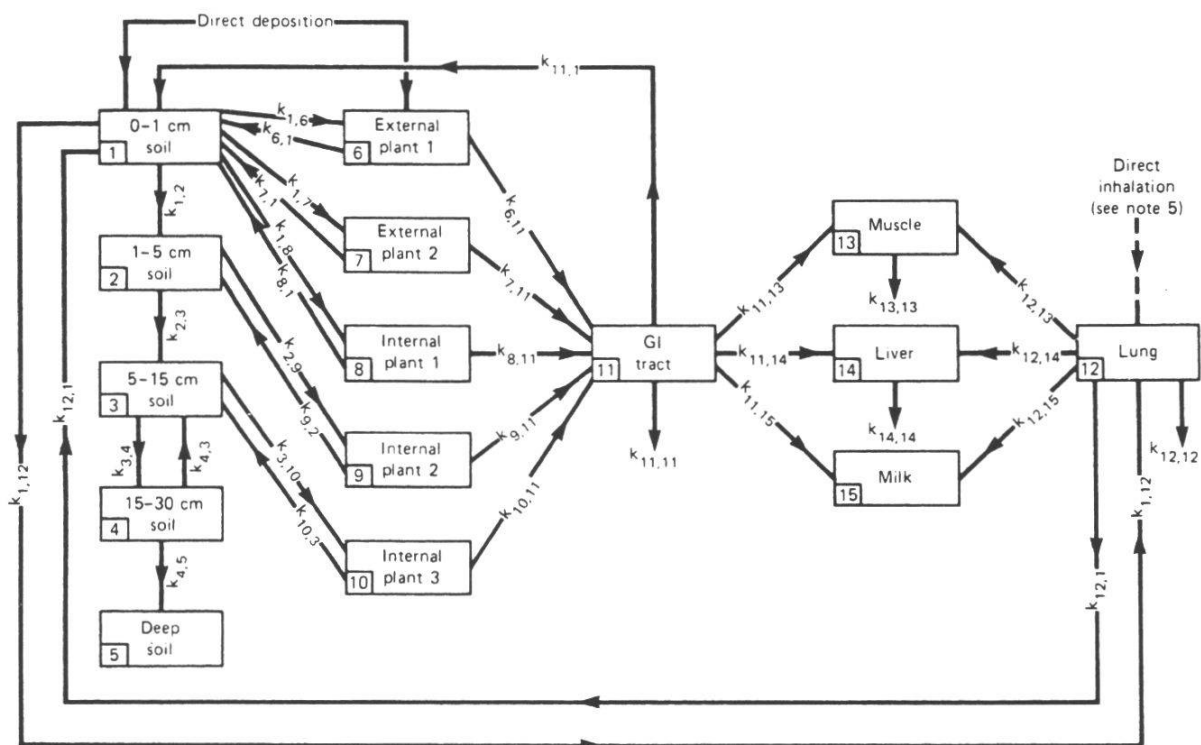 Direct deposition
k11,1
0–1 cm
soil
1
k1,6
k6,1
External
plant 1
6
k1,2
k1,7
k7,1
k1,8
k8,1
k6,11
Direct
inhalation
(see note 5)
1–5 cm
soil
2
External
plant 2
7
k7,11
Muscle
13
k11,13
k13,13
k12,13
k2,3
k2,9
k9,2
Internal
plant 1
8
k8,11
GI
tract
11
k11,14
Liver
14
k12,14
Lung
12
5–15 cm
soil
3
k12,1
k3,4
k4,3
k3,10
k10,3
Internal
plant 2
9
k9,11
k11,11
k11,15
k14,14
k12,15
k12,12
k1,12
15–30 cm
soil
4
k10,11
Milk
15
k1,12
k4,5
Internal
plant 3
10
k12,1
Deep
soil
5